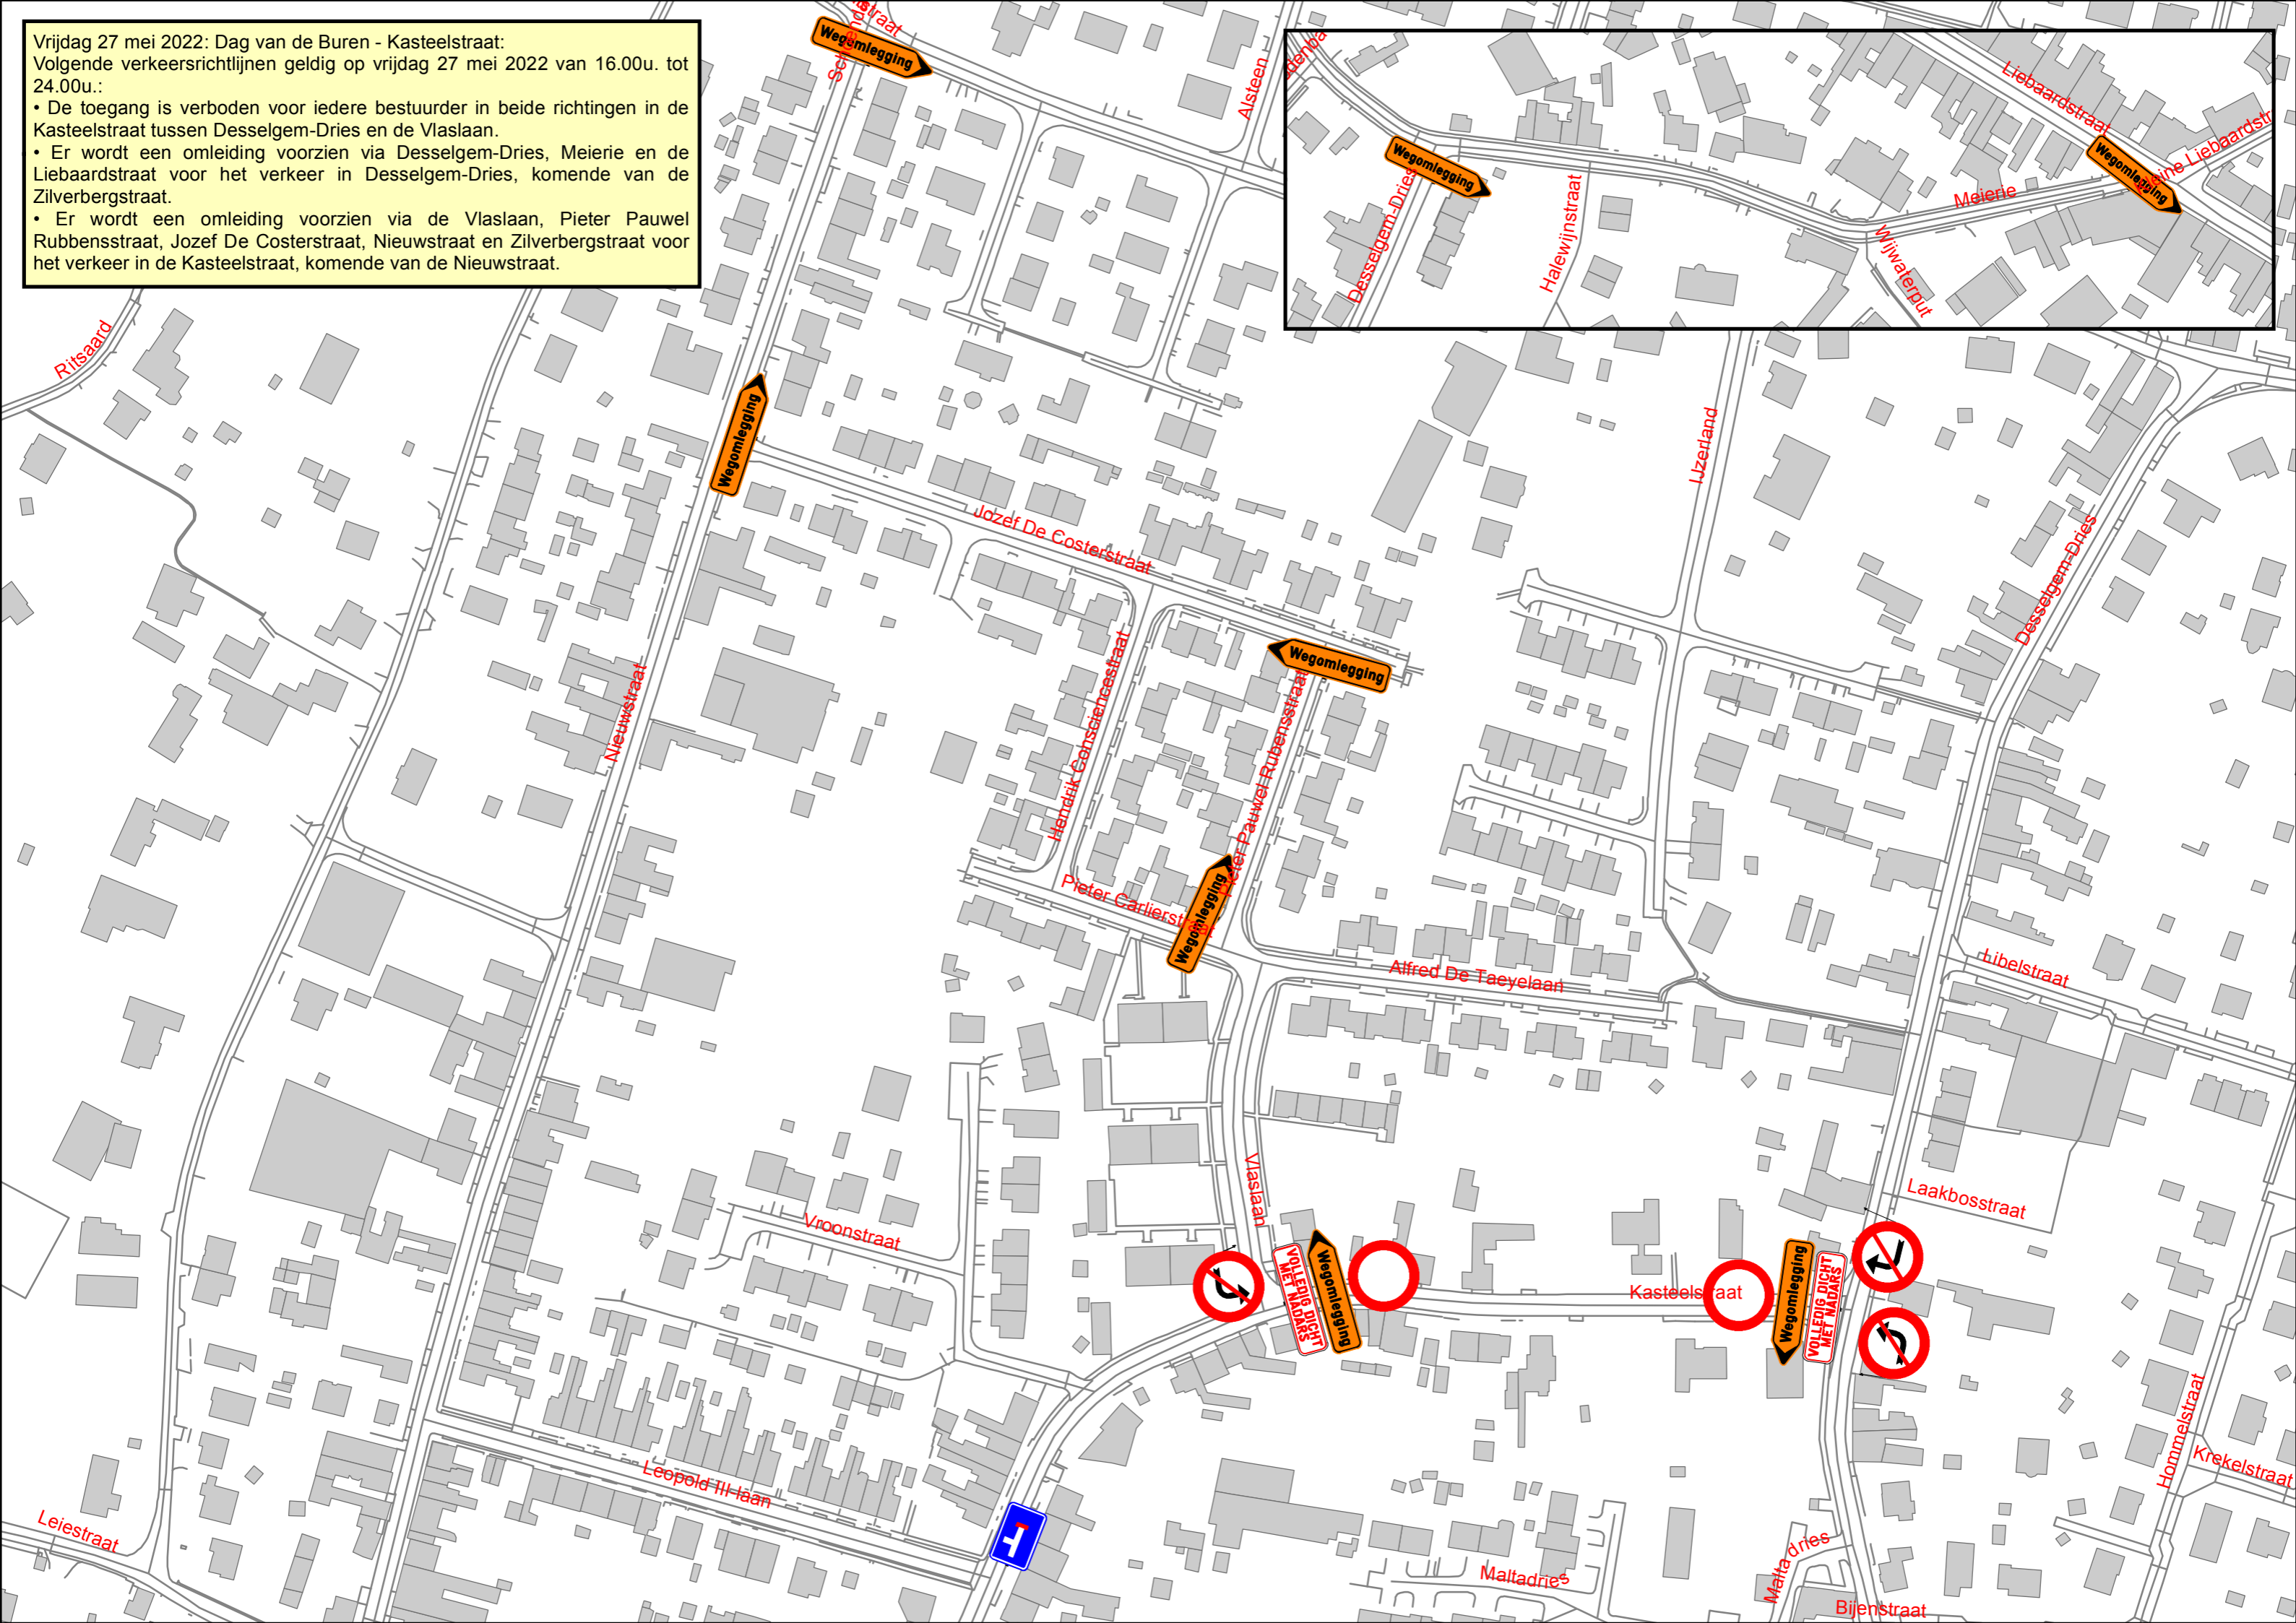 Vrijdag 27 mei 2022: Dag van de Buren - Kasteelstraat:
Volgende verkeersrichtlijnen geldig op vrijdag 27 mei 2022 van 16.00u. tot
24.00u.:
• De toegang is verboden voor iedere bestuurder in beide richtingen in de
Kasteelstraat tussen Desselgem-Dries en de Vlaslaan.
• Er wordt een omleiding voorzien via Desselgem-Dries, Meierie en de
Liebaardstraat voor het verkeer in Desselgem-Dries, komende van de
Zilverbergstraat.
• Er wordt een omleiding voorzien via de Vlaslaan, Pieter Pauwel
Rubbensstraat, Jozef De Costerstraat, Nieuwstraat en Zilverbergstraat voor
het verkeer in de Kasteelstraat, komende van de Nieuwstraat.
Wegomlegging
Alsteen
Liebaardstraat
Wegomlegging
Wegomlegging
Meierie
Desselgem-Dries
Halewijnstraat
Wijwaterput
Ritsaard
Wegomlegging
IJzerland
Jozef De Costerstraat
Desselgem-Dries
Wegomlegging
Nieuwstraat
Hendrik Consciencestraat
Pieter Pauwel Rubensstraat
Pieter Carlierstraat
Wegomlegging
Alfred De Taeyelaan
Libelstraat
Vlaslaan
Laakbosstraat
Vroonstraat
VOLLEDIG DICHT
MET NADARS
Wegomlegging
Kasteelstraat
Wegomlegging
VOLLEDIG DICHT
MET NADARS
Hommelstraat
Krekelstraat
Leopold III-laan
Leiestraat
Maltadries
Malta dries
Bijenstraat